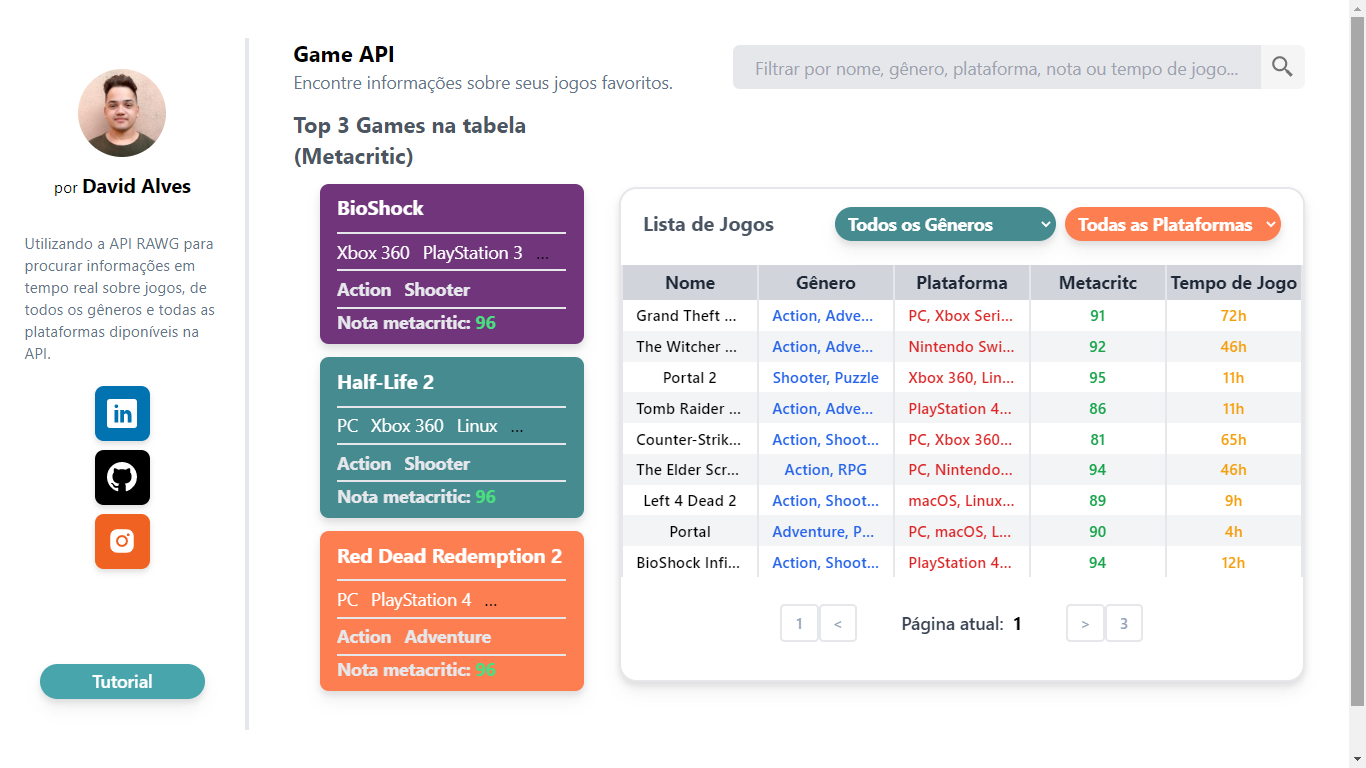 por David Alves
Utilizando a API RAWG para
procurar informações em
tempo real sobre jogos, de
todos os gêneros e todas as
plataformas diponíveis na
API.
in
Tutorial
Game API
Encontre informações sobre seus jogos favoritos.
Filtrar por nome, gênero, plataforma, nota ou tempo de jogo...
Top 3 Games na tabela
(Metacritic)
BioShock
Xbox 360 PlayStation 3 ...
Action Shooter
Nota metacritic: 96
Half-Life 2
PC Xbox 360 Linux ...
Action Shooter
Nota metacritic: 96
Red Dead Redemption 2
PC PlayStation 4 ...
Action Adventure
Nota metacritic: 96
Lista de Jogos Todos os Gêneros Todas as Plataformas
Nome Gênero Plataforma Metacritc Tempo de Jogo
Grand Theft ... Action, Adve... PC, Xbox Seri... 91 72h
The Witcher ... Action, Adve... Nintendo Swi... 92 46h
Portal 2 Shooter, Puzzle Xbox 360, Lin... 95 11h
Tomb Raider ... Action, Adve... PlayStation 4... 86 11h
Counter-Strik... Action, Shoot... PC, Xbox 360... 81 65h
The Elder Scr... Action, RPG PC, Nintendo... 94 46h
Left 4 Dead 2 Action, Shoot... macOS, Linux... 89 9h
Portal Adventure, P... PC, macOS, L... 90 4h
BioShock Infi... Action, Shoot... PlayStation 4... 94 12h
1 < Página atual: 1 > 3